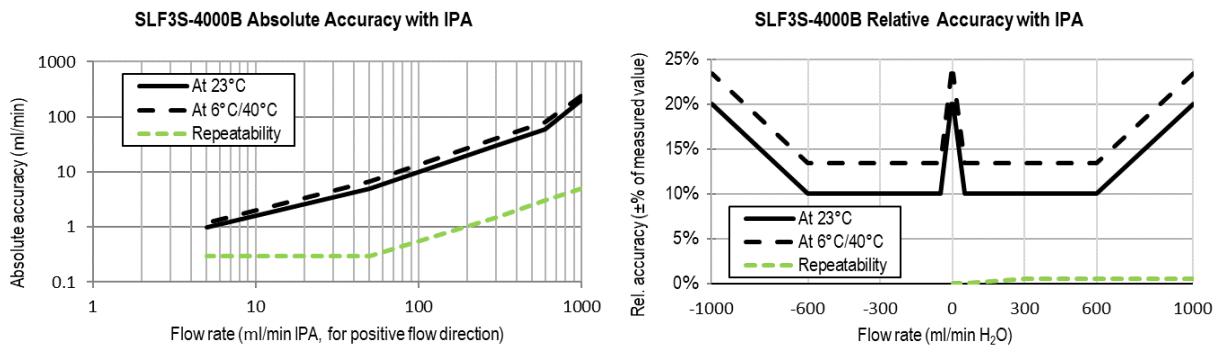 SLF3S-4000B Absolute Accuracy with IPA
Absolute accuracy (ml/min)
1000
100
10
1
0.1
At 23°C
At 6°C/40°C
Repeatability
1
10
100
1000
Flow rate (ml/min IPA, for positive flow direction)
SLF3S-4000B Relative Accuracy with IPA
Rel. accuracy (±% of measured value)
25%
20%
15%
10%
5%
0%
At 23°C
At 6°C/40°C
Repeatability
-1000
-600
-300
0
300
600
1000
Flow rate (ml/min H₂O)